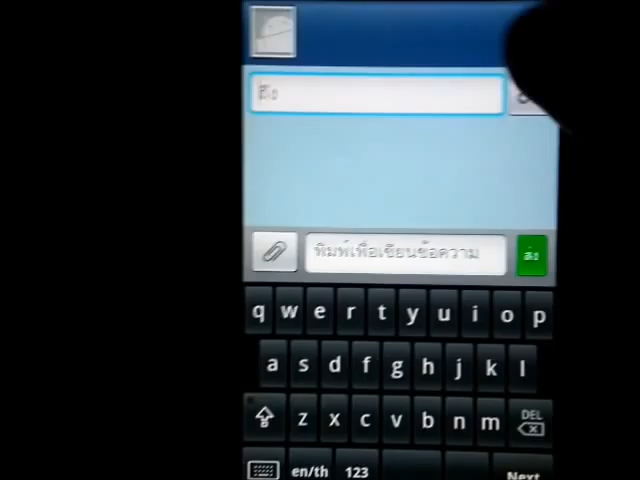 ถึง
พิมพ์เพื่อเขียนข้อความ
ส่ง
q w e r t y u i o p
a s d f g h j k l
z x c v b n m DEL
en/th 123 Next